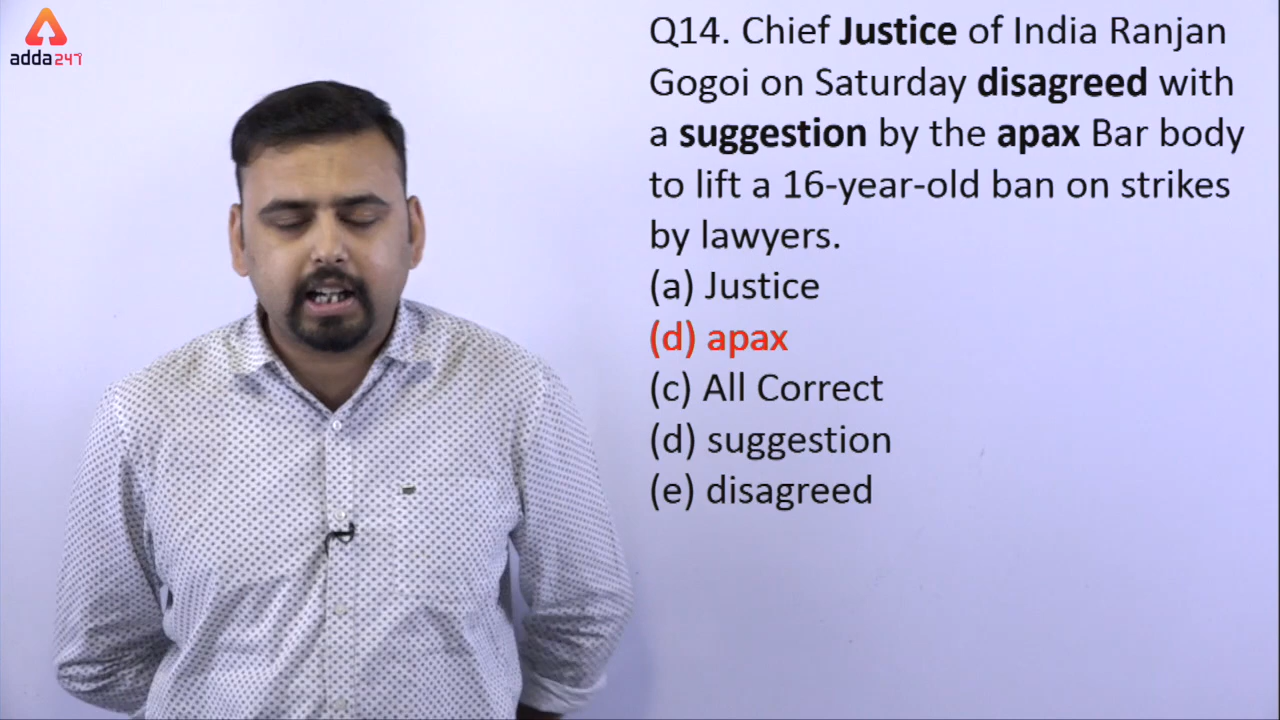 adda247
Q14. Chief Justice of India Ranjan
Gogoi on Saturday disagreed with
a suggestion by the apax Bar body
to lift a 16-year-old ban on strikes
by lawyers.
(a) Justice
(d) apax
(c) All Correct
(d) suggestion
(e) disagreed